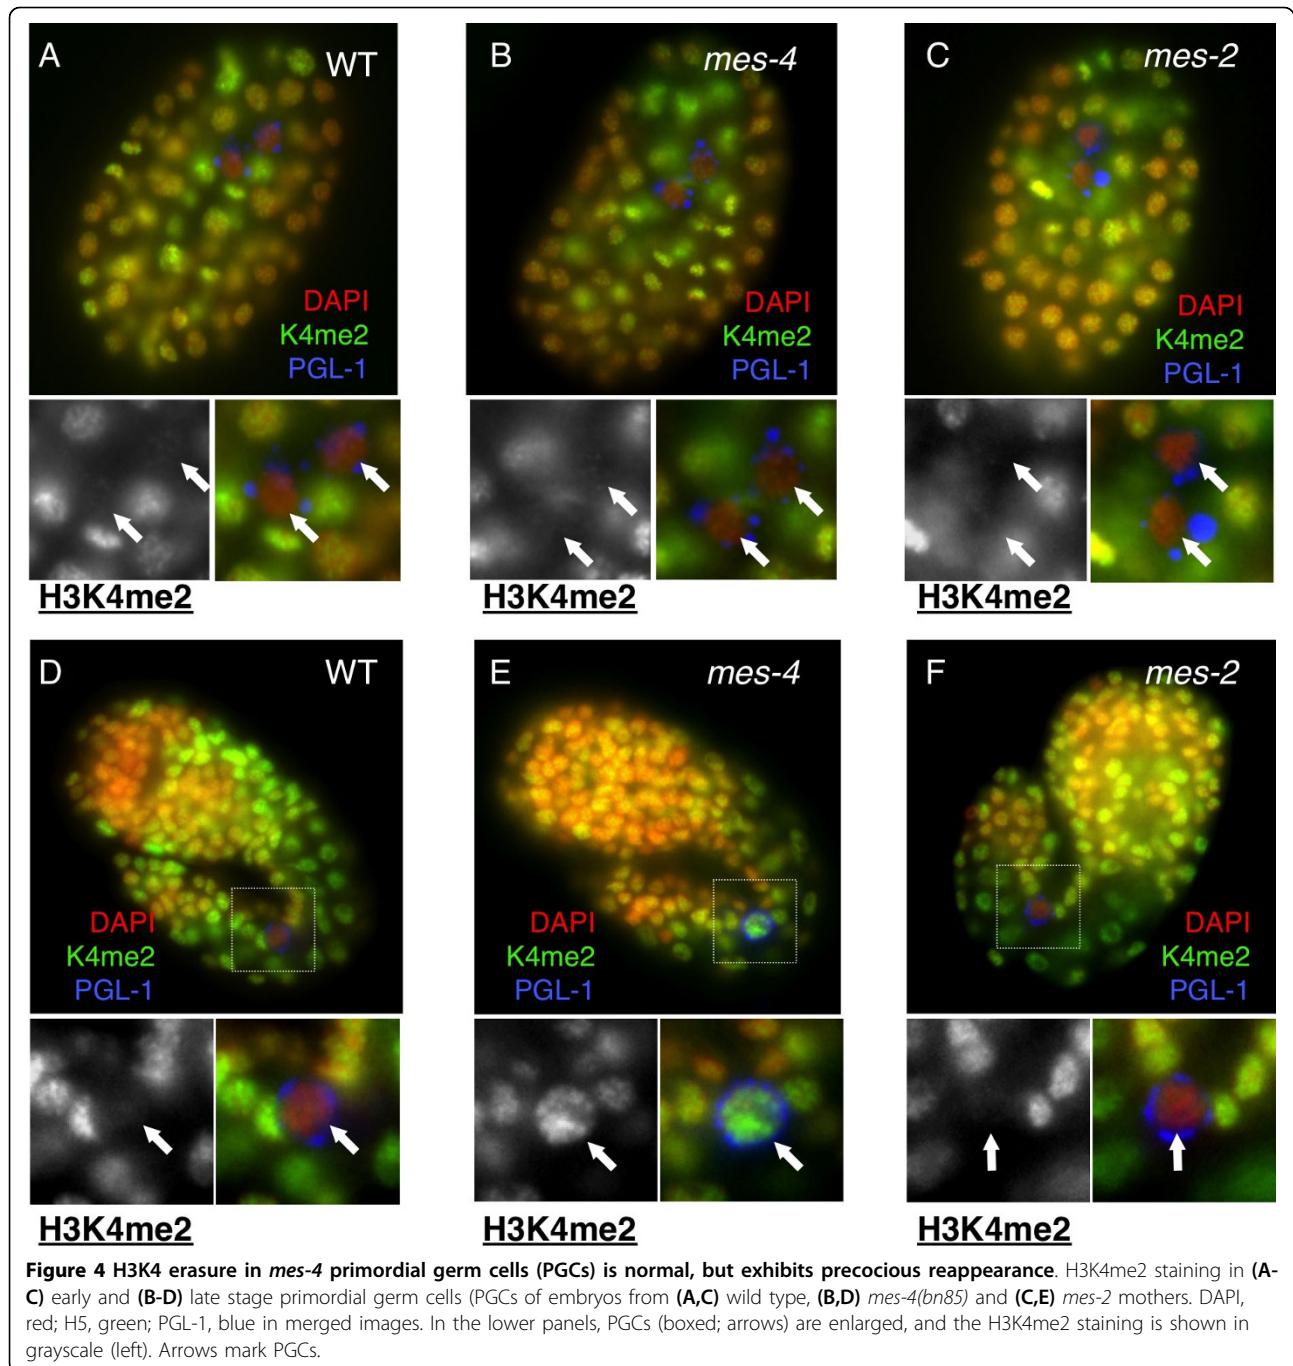 A WT
DAPI
K4me2
PGL-1
B mes-4
DAPI
K4me2
PGL-1
C mes-2
DAPI
K4me2
PGL-1
H3K4me2
H3K4me2
H3K4me2
D WT
DAPI
K4me2
PGL-1
E mes-4
DAPI
K4me2
PGL-1
F mes-2
DAPI
K4me2
PGL-1
H3K4me2
H3K4me2
H3K4me2
Figure 4 H3K4 erasure in mes-4 primordial germ cells (PGCs) is normal, but exhibits precocious reappearance. H3K4me2 staining in (A-
C) early and (B-D) late stage primordial germ cells (PGCs of embryos from (A,C) wild type, (B,D) mes-4(bn85) and (C,E) mes-2 mothers. DAPI,
red; H5, green; PGL-1, blue in merged images. In the lower panels, PGCs (boxed; arrows) are enlarged, and the H3K4me2 staining is shown in
grayscale (left). Arrows mark PGCs.